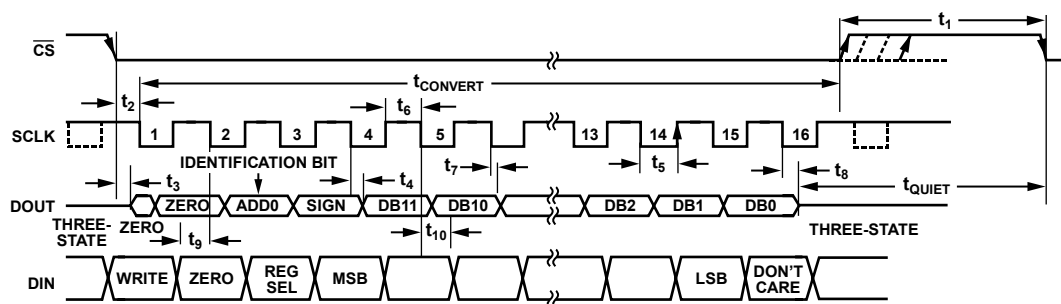 t1
CS
tCONVERT
t2
t6
SCLK
1 2 3 4 5 13 14 15 16
IDENTIFICATION BIT
t7
t5
t8
t3
t4
tQUIET
DOUT
ZERO ADD0 SIGN DB11 DB10 DB2 DB1 DB0
THREE-
STATE
ZERO
t9
t10
THREE-STATE
DIN
WRITE ZERO REG
SEL MSB LSB DON'T
CARE